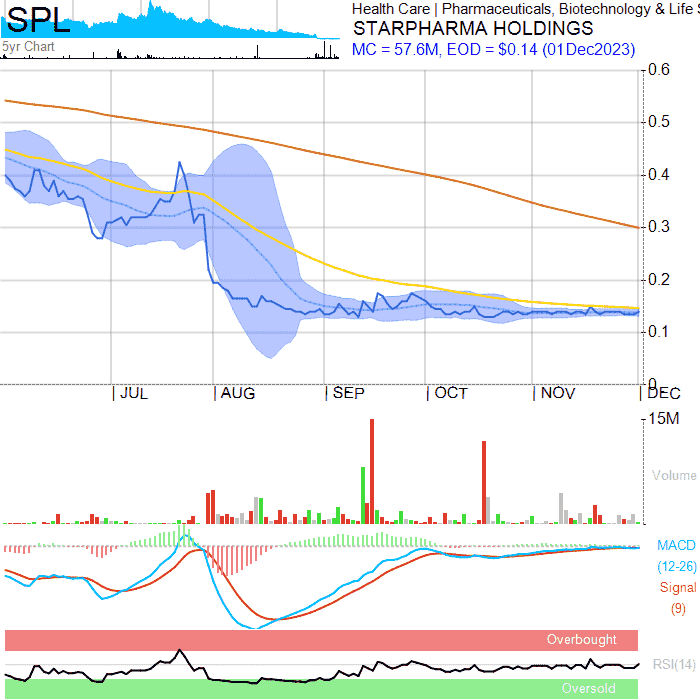 SPL
5yr Chart
Health Care | Pharmaceuticals, Biotechnology & Life S
STARPHARMA HOLDINGS
MC = 57.6M, EOD = $0.14 (01Dec2023)
0.6
0.5
0.4
0.3
0.2
0.1
0
JUL AUG SEP OCT NOV DEC
15M
Volume
MACD
(12-26)
Signal
(9)
Overbought
RSI(14)
Oversold